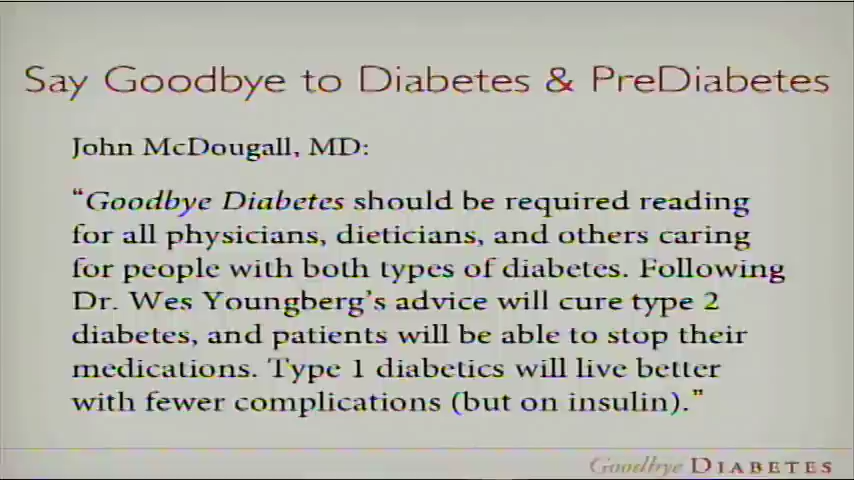 Say Goodbye to Diabetes & PreDiabetes
John McDougall, MD:
“Goodbye Diabetes should be required reading
for all physicians, dieticians, and others caring
for people with both types of diabetes. Following
Dr. Wes Youngberg’s advice will cure type 2
diabetes, and patients will be able to stop their
medications. Type 1 diabetics will live better
with fewer complications (but on insulin).”
Goodbye DIABETES